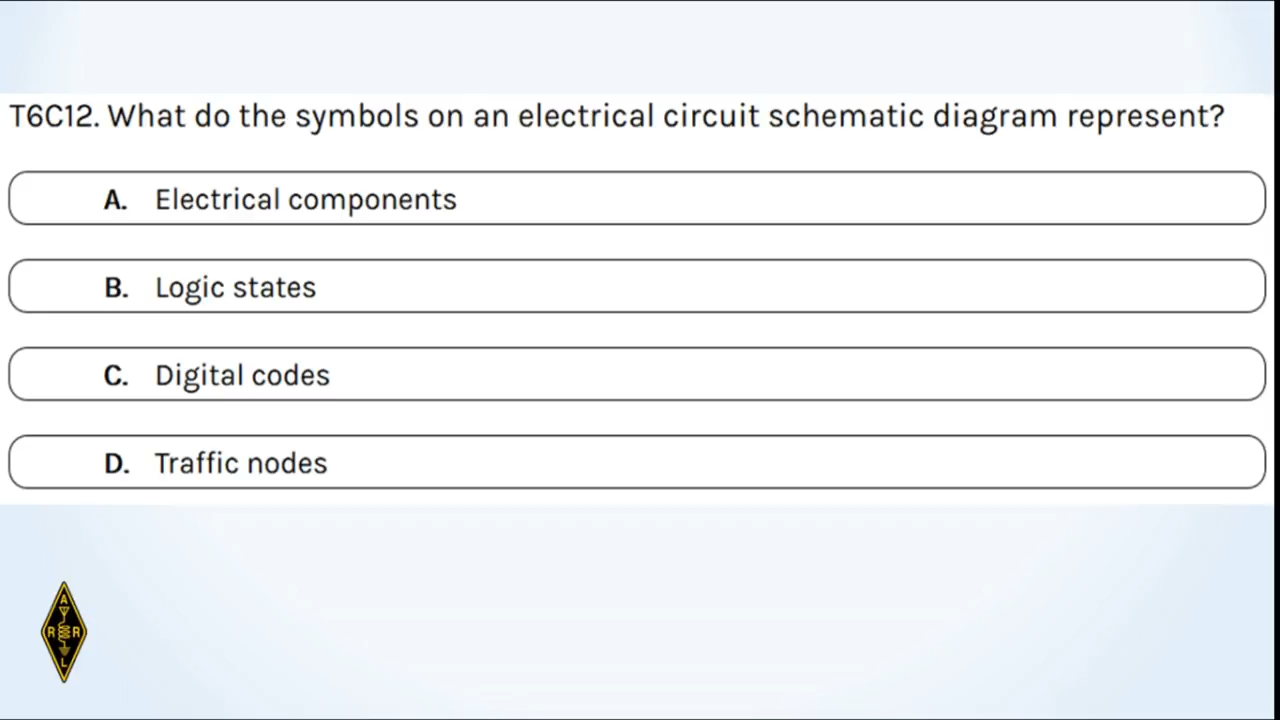 T6C12. What do the symbols on an electrical circuit schematic diagram represent?
A. Electrical components
B. Logic states
C. Digital codes
D. Traffic nodes
A
R R
L